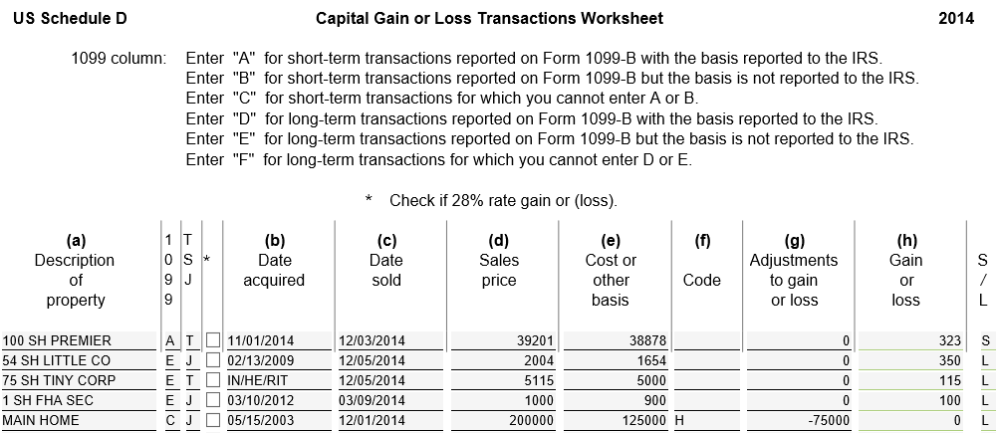 US Schedule D Capital Gain or Loss Transactions Worksheet 2014
1099 column: Enter "A" for short-term transactions reported on Form 1099-B with the basis reported to the IRS.
Enter "B" for short-term transactions reported on Form 1099-B but the basis is not reported to the IRS.
Enter "C" for short-term transactions for which you cannot enter A or B.
Enter "D" for long-term transactions reported on Form 1099-B with the basis reported to the IRS.
Enter "E" for long-term transactions reported on Form 1099-B but the basis is not reported to the IRS.
Enter "F" for long-term transactions for which you cannot enter D or E.
* Check if 28% rate gain or (loss).
(a) 1 T (b) (c) (d) (e) (f) (g) (h)
Description 0 S * Date Date Sales Cost or Adjustments Gain S
of 9 J acquired sold price other Code to gain or /
property 9 basis or loss loss L
100 SH PREMIER A T 11/01/2014 12/03/2014 39201 38878 0 323 S
54 SH LITTLE CO E J 02/13/2009 12/05/2014 2004 1654 0 350 L
75 SH TINY CORP E T IN/HE/RIT 12/05/2014 5115 5000 0 115 L
1 SH FHA SEC E J 03/10/2012 03/09/2014 1000 900 0 100 L
MAIN HOME C J 05/15/2003 12/01/2014 200000 125000 H -75000 0 L